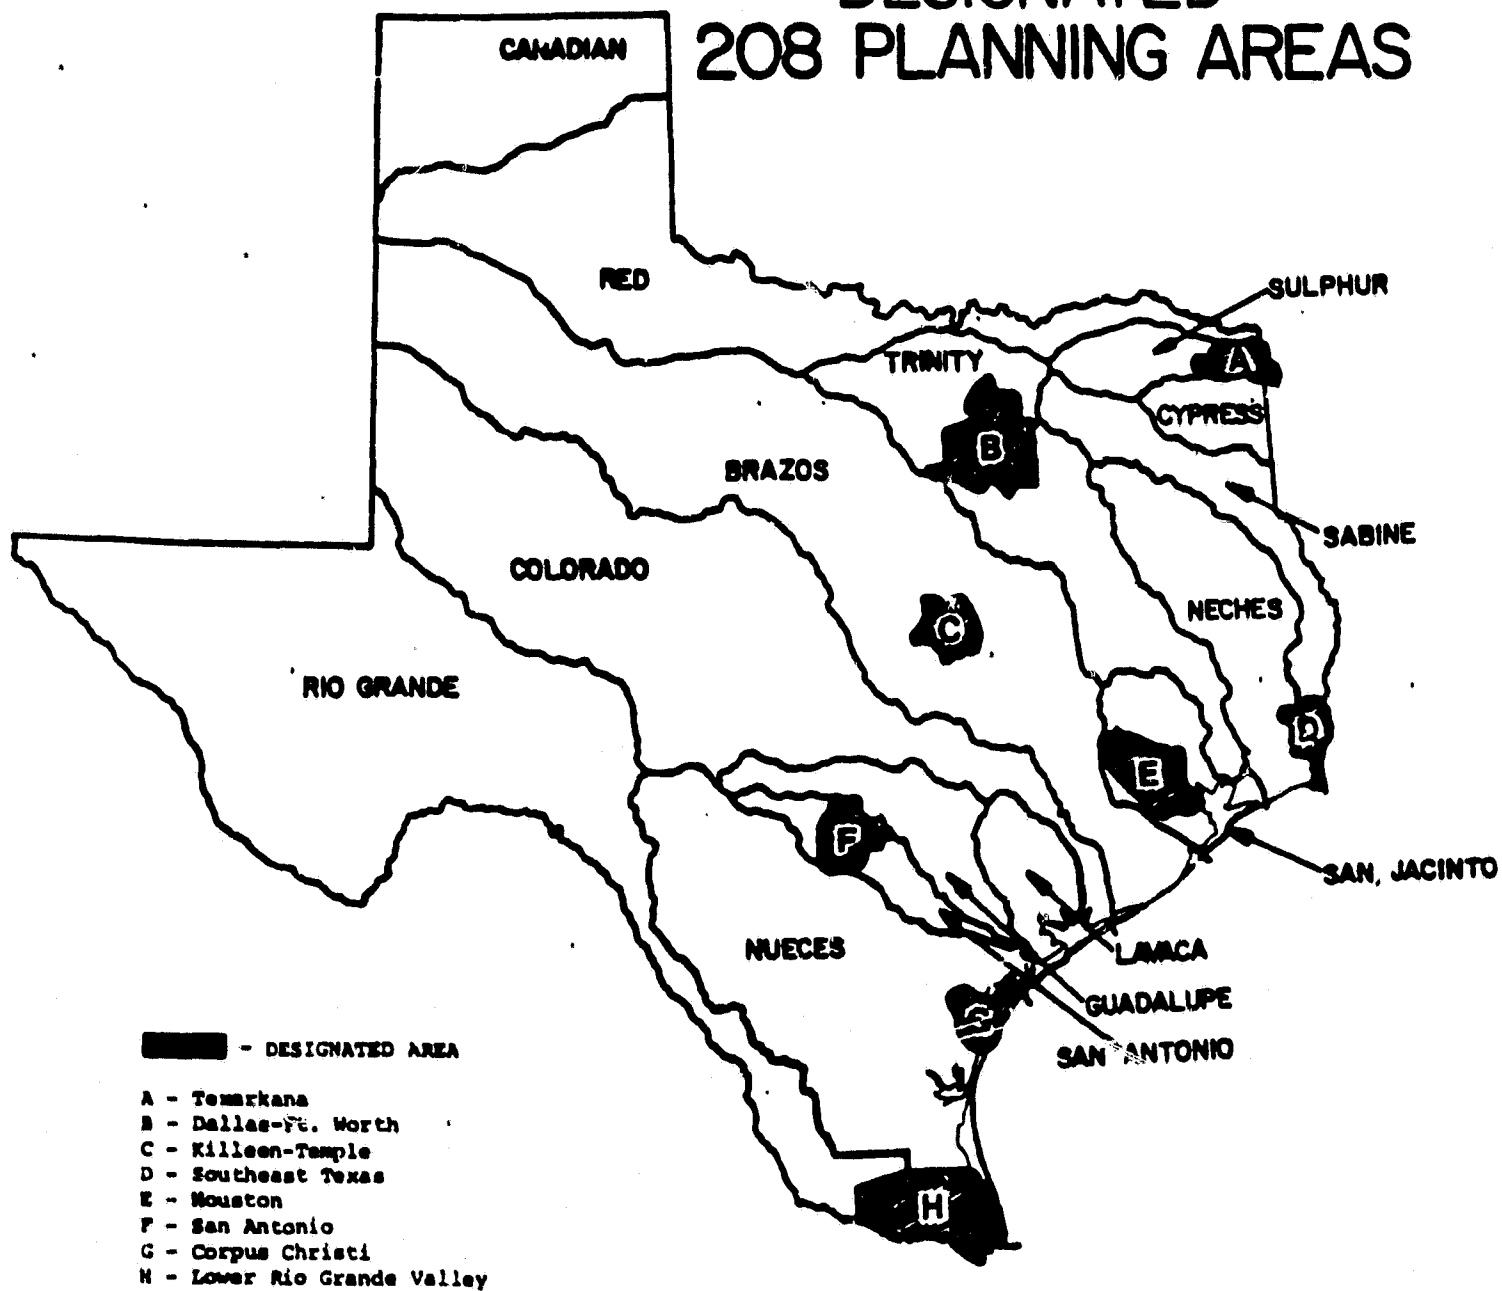 DESIGNATED
208 PLANNING AREAS
CANADIAN
RED
SULPHUR
TRINITY
A
CYPRESS
B
BRAZOS
SABINE
COLORADO
NECHES
C
RIO GRANDE
D
E
F
SAN JACINTO
NUECES
LAVACA
GUADALUPE
G
SAN ANTONIO
H
- DESIGNATED AREA
A - Texarkana
B - Dallas-Ft. Worth
C - Killeen-Temple
D - Southeast Texas
E - Houston
F - San Antonio
G - Corpus Christi
H - Lower Rio Grande Valley